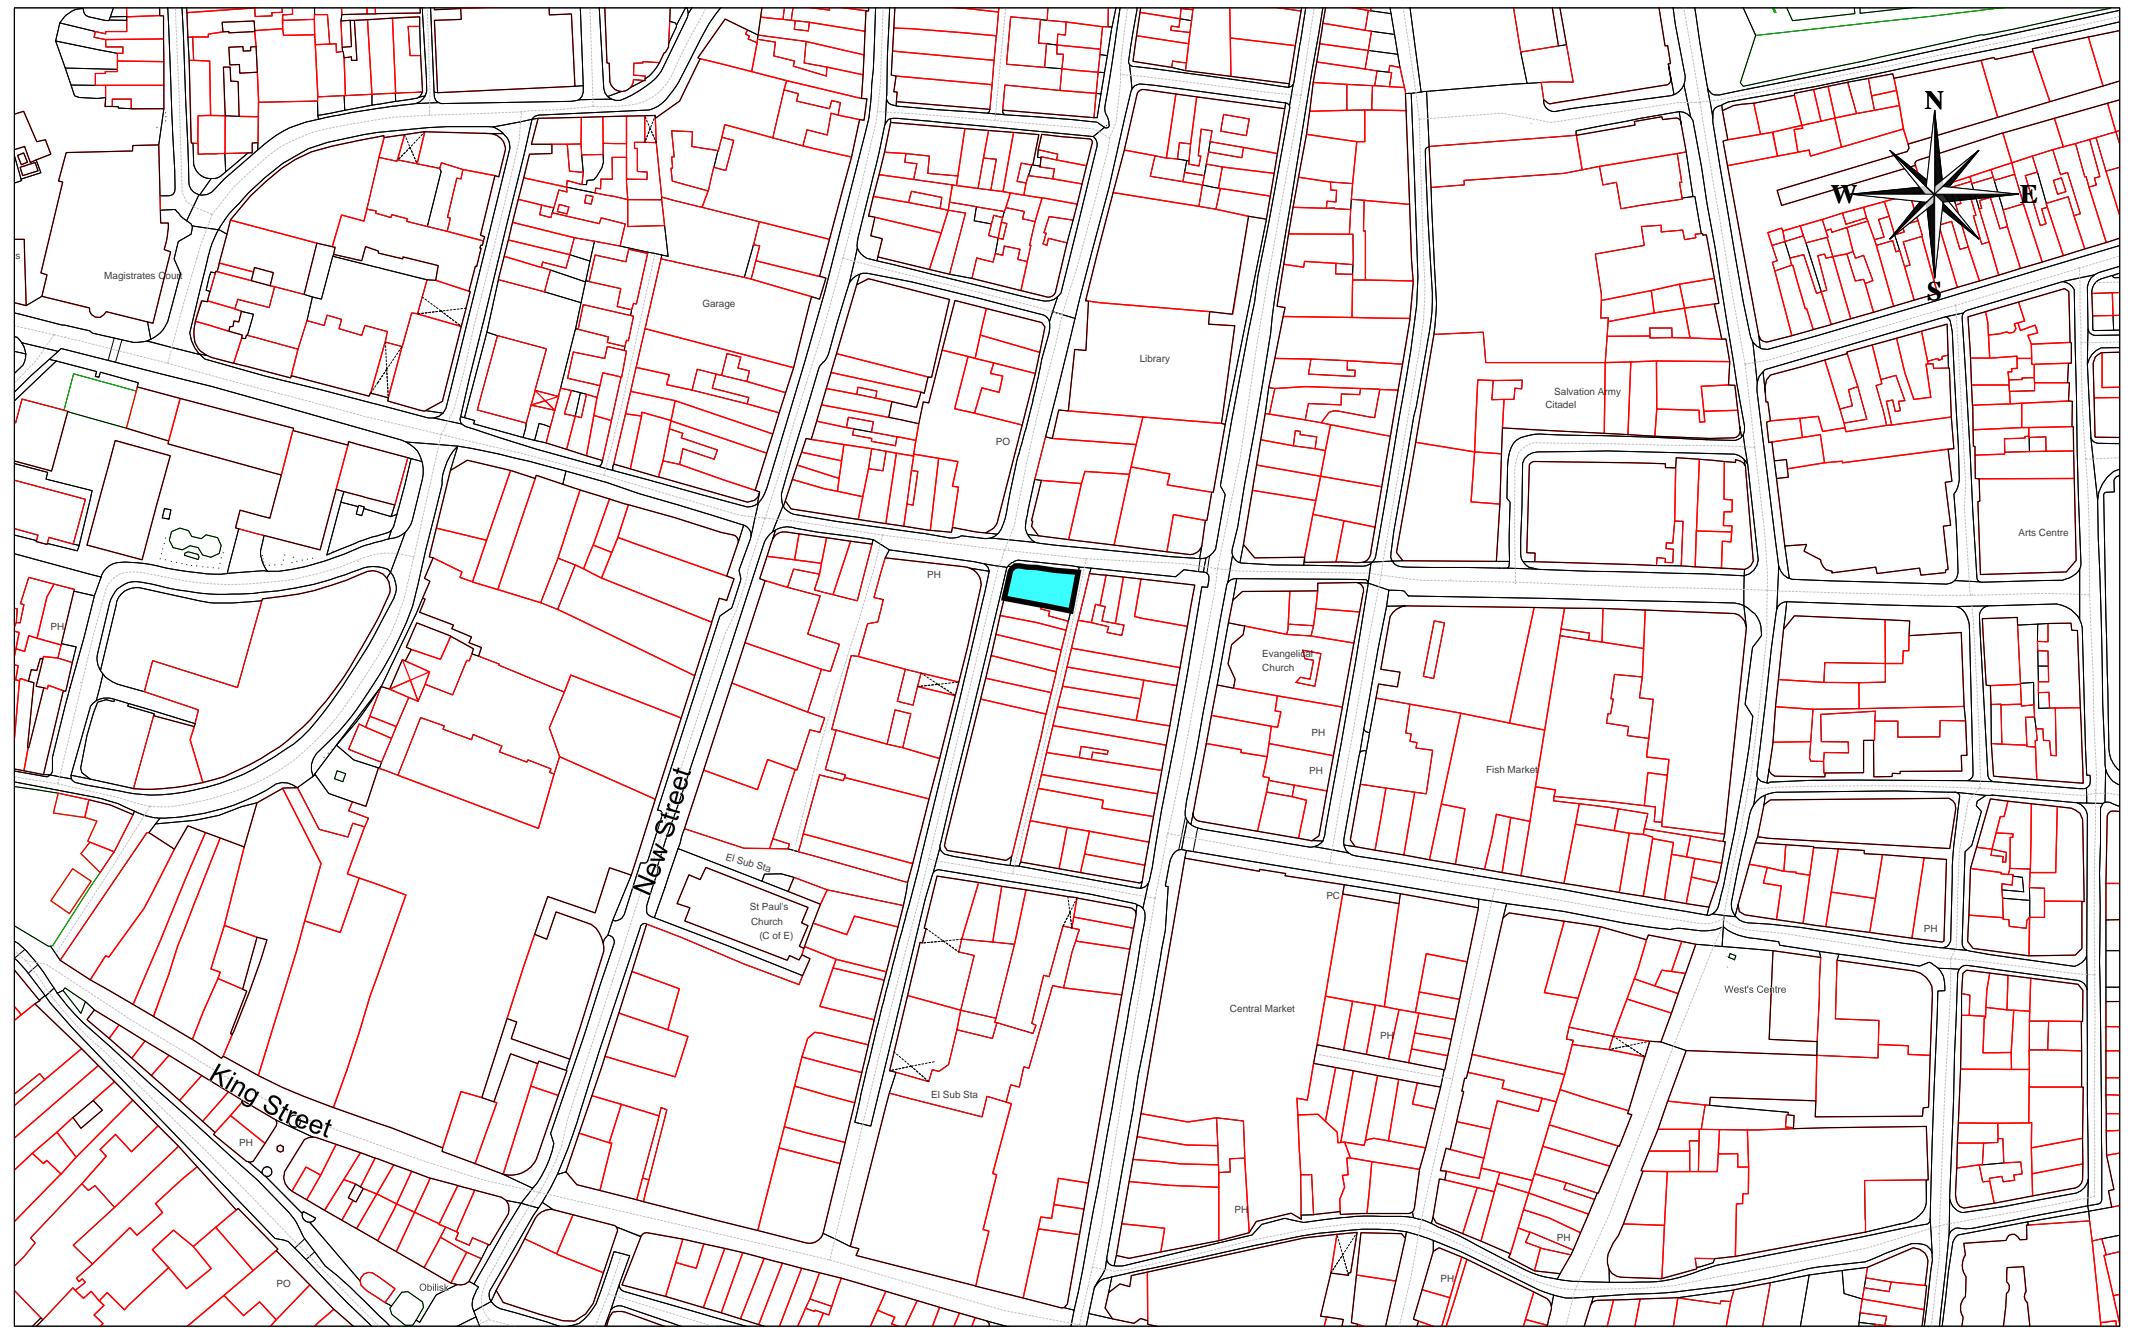 N
W
E
S
s
Magistrates Court
Garage
Library
Salvation Army
Citadel
PO
Arts Centre
PH
PH
Evangelical
Church
PH
PH
Fish Market
New Street
El Sub Sta
St Paul's
Church
(C of E)
PC
PH
West's Centre
Central Market
PH
King Street
El Sub Sta
PH
PH
PH
PH
PO
Obilisk